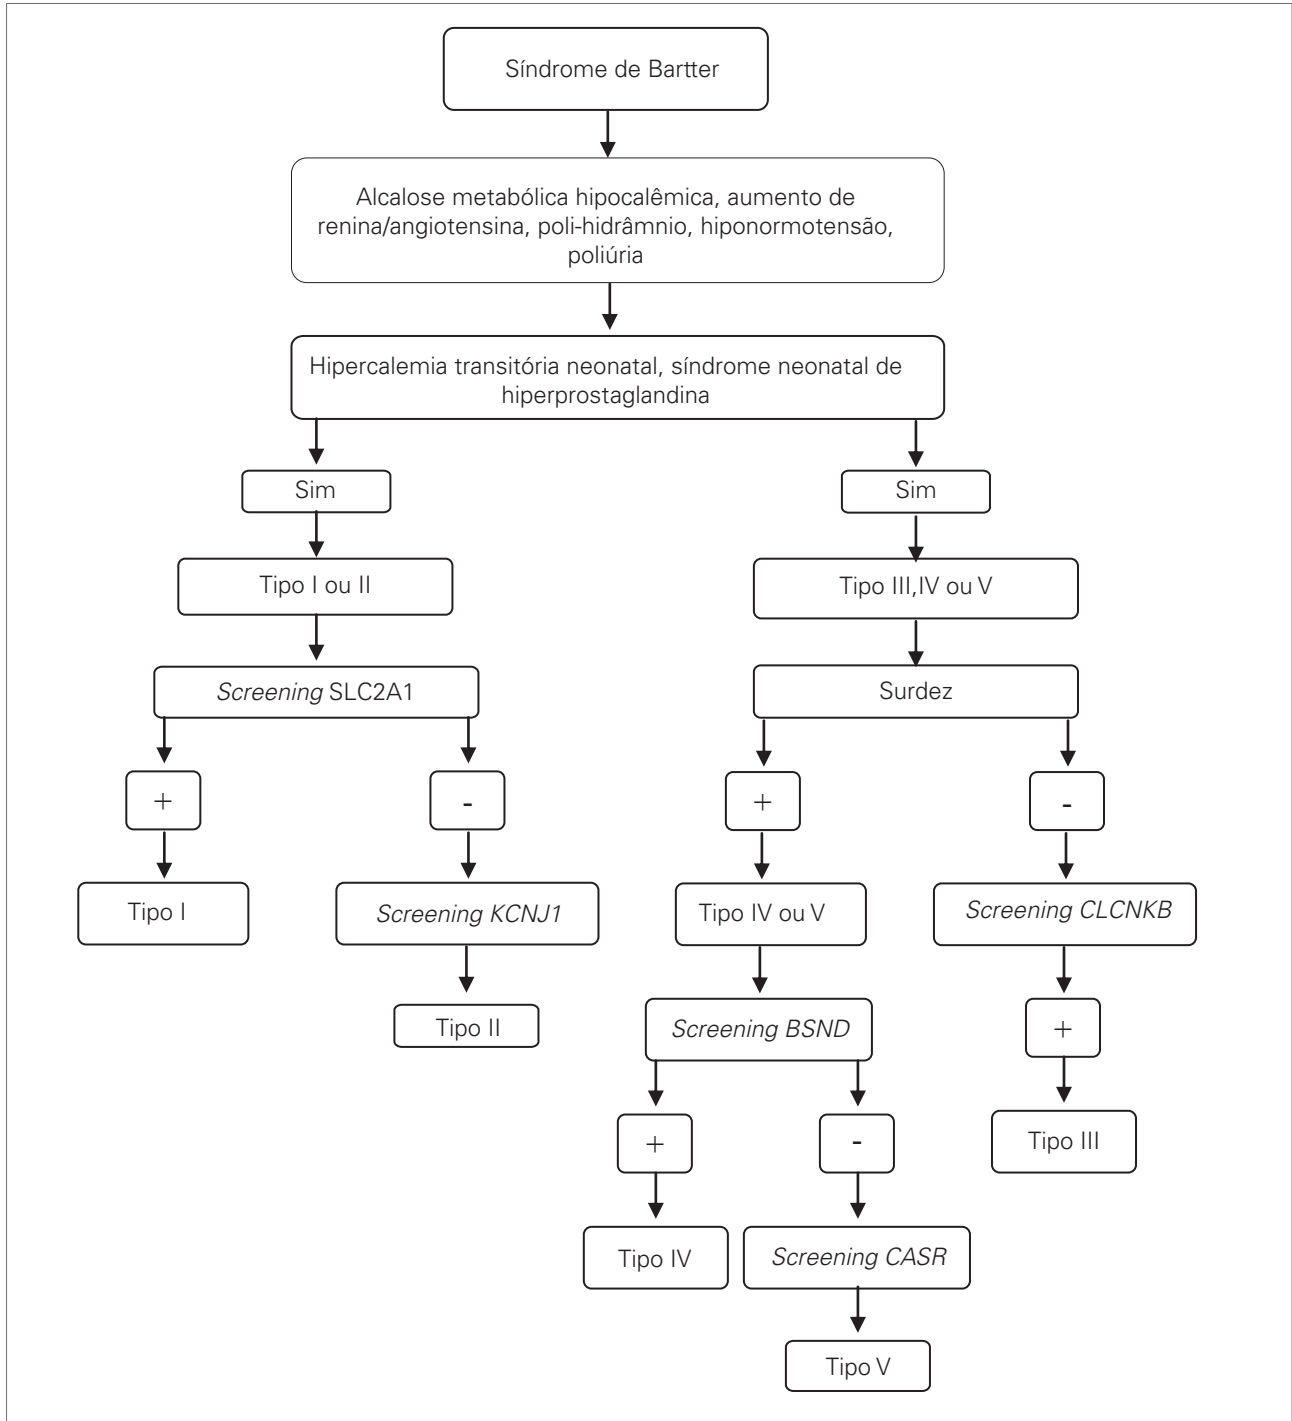 Síndrome de Bartter
Alcalose metabólica hipocalêmica, aumento de
renina/angiotensina, poli-hidrâmnio, hiponormotensão,
poliúria
Hipercalemia transitória neonatal, síndrome neonatal de
hiperprostaglandina
Sim
Sim
Tipo I ou II
Tipo III,IV ou V
Screening SLC2A1
Surdez
+
-
+
-
Tipo I
Screening KCNJ1
Tipo IV ou V
Screening CLCNKB
Tipo II
Screening BSND
+
+
-
Tipo III
Tipo IV
Screening CASR
Tipo V